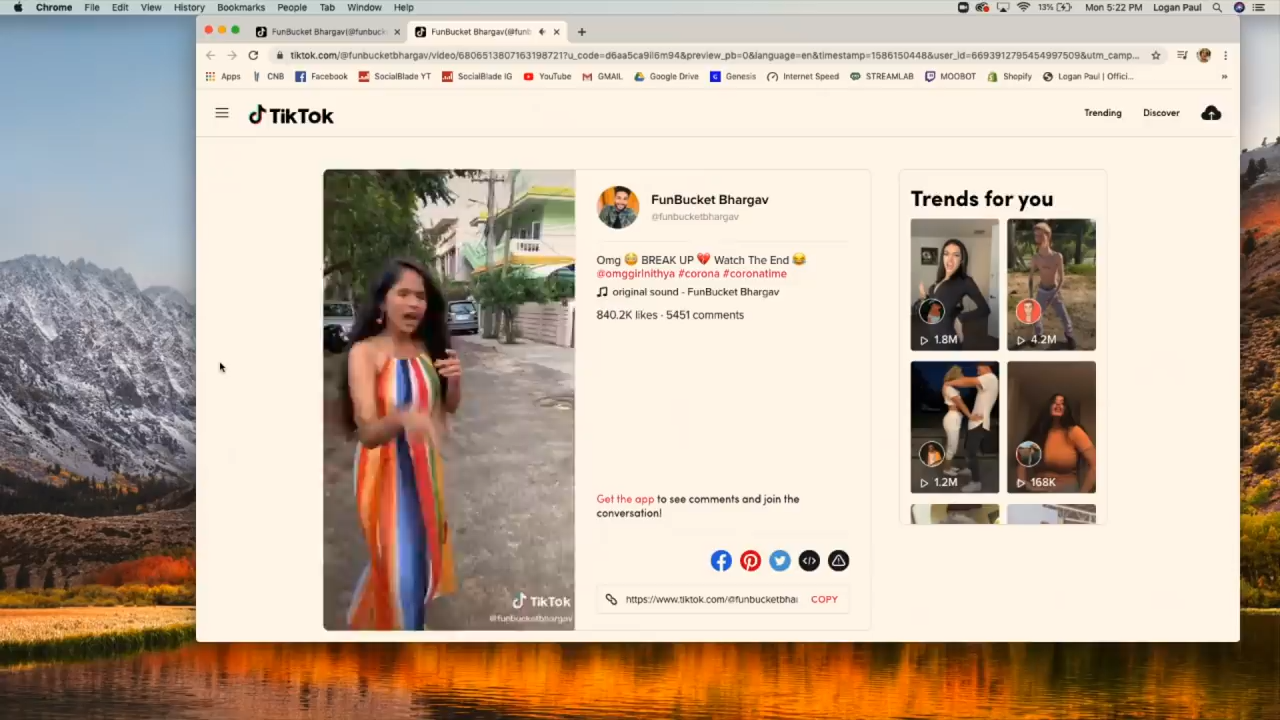 Chrome File Edit View History Bookmarks People Tab Window Help
13% Mon 5:22 PM Logan Paul
FunBucket Bhargav(@funbucke
FunBucket Bhargav(@funb
tiktok.com/@funbucketbhargav/video/6806513807163198721?u_code=d6aa5ca9il6m94&preview_pb=0&language=en&timestamp=1586150448&user_id=6693912795454997509&utm_camp...
Apps CNB Facebook SocialBlade YT SocialBlade IG YouTube GMAIL Google Drive Genesis Internet Speed STREAMLAB MOOBOT Shopify Logan Paul | Offici... »
TikTok
Trending Discover
FunBucket Bhargav
@funbucketbhargav
Omg 😳 BREAK UP 💔 Watch The End 😂
@omggirlnithya #corona #coronatime
original sound - FunBucket Bhargav
840.2K likes · 5451 comments
Get the app to see comments and join the
conversation!
https://www.tiktok.com/@funbucketbhar COPY
TikTok
@funbucketbhargav
Trends for you
1.8M 4.2M
1.2M 168K